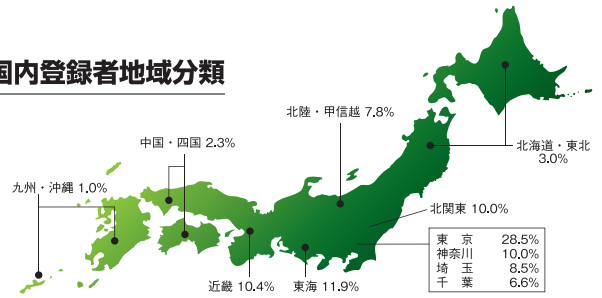 国内登録者地域分類
北陸・甲信越 7.8%
中国・四国 2.3%
北海道・東北
3.0%
九州・沖縄 1.0%
北関東 10.0%
東 京 28.5%
神奈川 10.0%
埼 玉 8.5%
千 葉 6.6%
近畿 10.4%
東海 11.9%